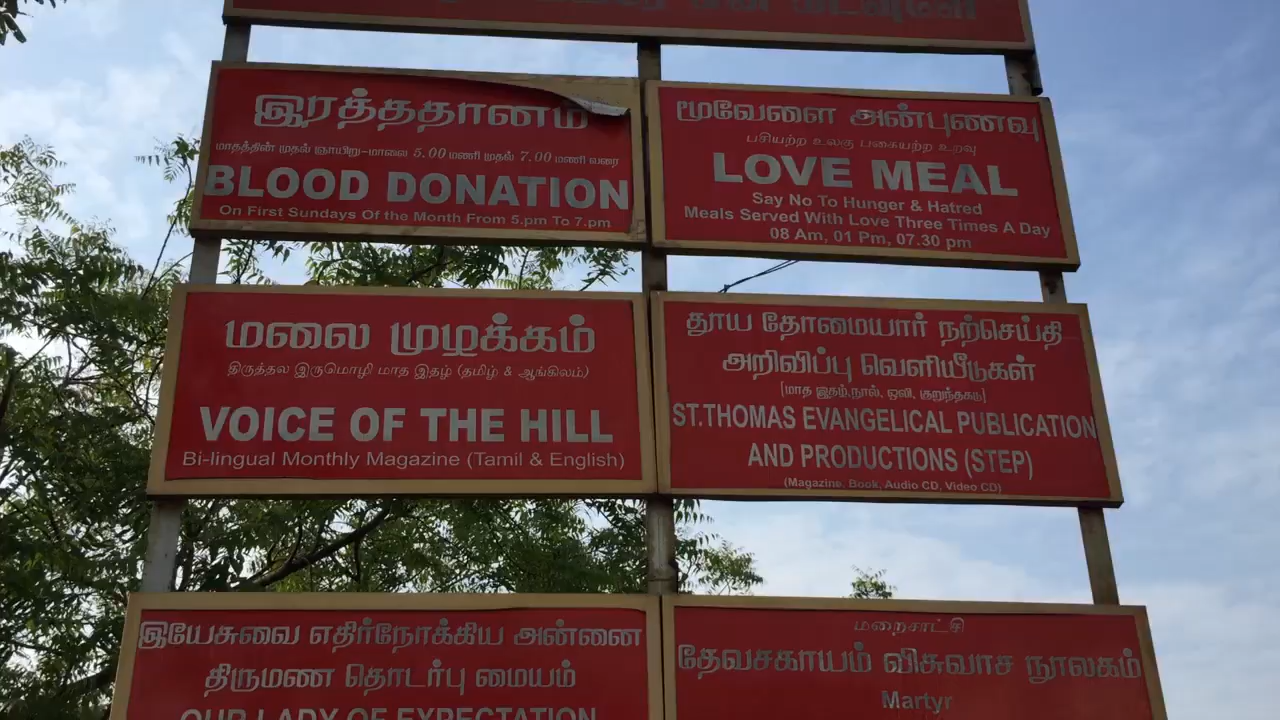 இரத்ததானம்
மாதத்தின் முதல் ஞாயிறு-மாலை 5.00 மணி முதல் 7.00 மணி வரை
BLOOD DONATION
On First Sundays Of the Month From 5.pm To 7.pm
மூவேளை அன்புணவு
பசியற்ற உலகு பகையற்ற உறவு
LOVE MEAL
Say No To Hunger & Hatred
Meals Served With Love Three Times A Day
08 Am, 01 Pm, 07.30 pm
மலை முழக்கம்
திருத்தல இருமொழி மாத இதழ் (தமிழ் & ஆங்கிலம்)
VOICE OF THE HILL
Bi-lingual Monthly Magazine (Tamil & English)
தூய தோமையார் நற்செய்தி
அறிவிப்பு வெளியீடுகள்
(மாத இதழ்,நூல், ஒலி, குறுந்தகடு)
ST.THOMAS EVANGELICAL PUBLICATION
AND PRODUCTIONS (STEP)
(Magazine, Book, Audio CD, Video CD)
இயேசுவை எதிர்நோக்கிய அன்னை
திருமண தொடர்பு மையம்
OUR LADY OF EXPECTATION
மறைசாட்சி
தேவசகாயம் விசுவாச நூலகம்
Martyr